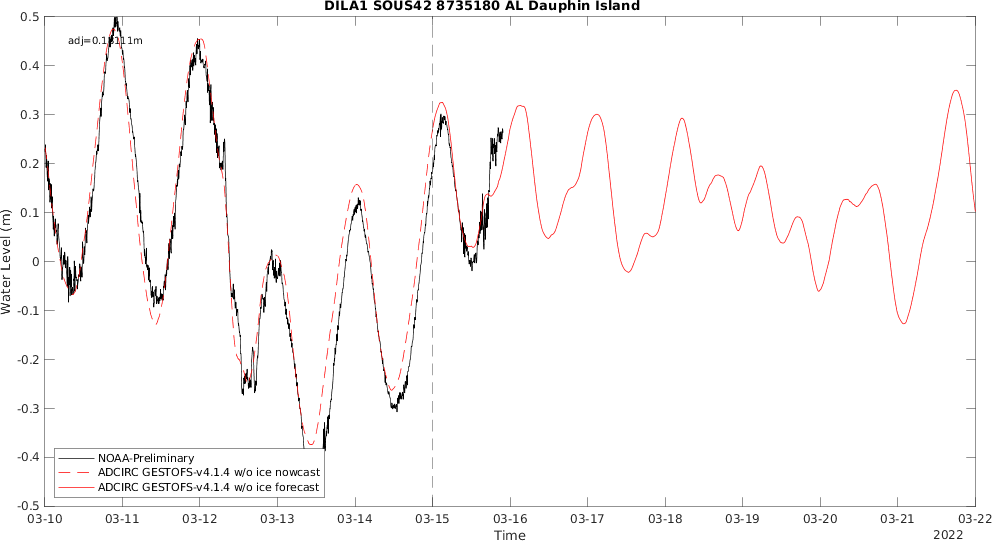 DILA1 SOUS42 8735180 AL Dauphin Island
0.5
0.4
0.3
0.2
0.1
0
-0.1
-0.2
-0.3
-0.4
-0.5
Water Level (m)
NOAA-Preliminary
ADCIRC GESTOFS-v4.1.4 w/o ice nowcast
ADCIRC GESTOFS-v4.1.4 w/o ice forecast
03-10 03-11 03-12 03-13 03-14 03-15 03-16 03-17 03-18 03-19 03-20 03-21 03-22
Time
2022